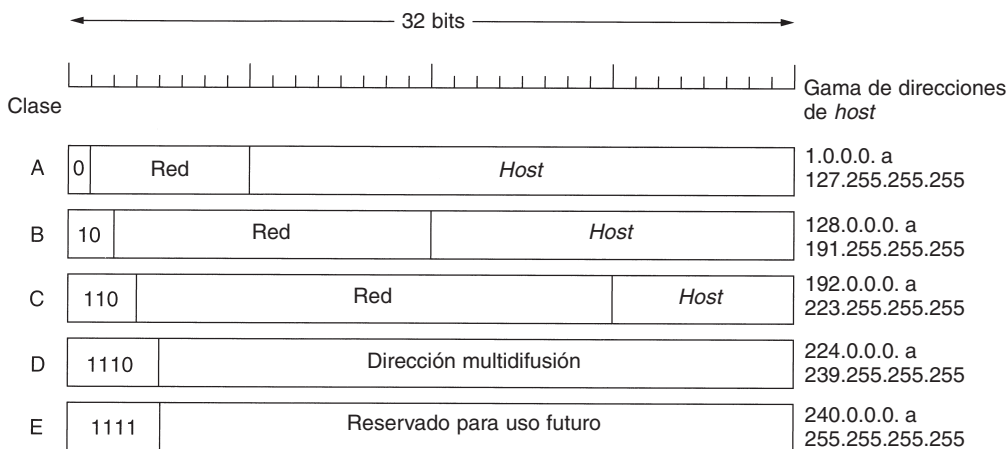 32 bits
Clase
Gama de direcciones
de host
A
0
Red
Host
1.0.0.0. a
127.255.255.255
B
10
Red
Host
128.0.0.0. a
191.255.255.255
C
110
Red
Host
192.0.0.0. a
223.255.255.255
D
1110
Dirección multidifusión
224.0.0.0. a
239.255.255.255
E
1111
Reservado para uso futuro
240.0.0.0. a
255.255.255.255